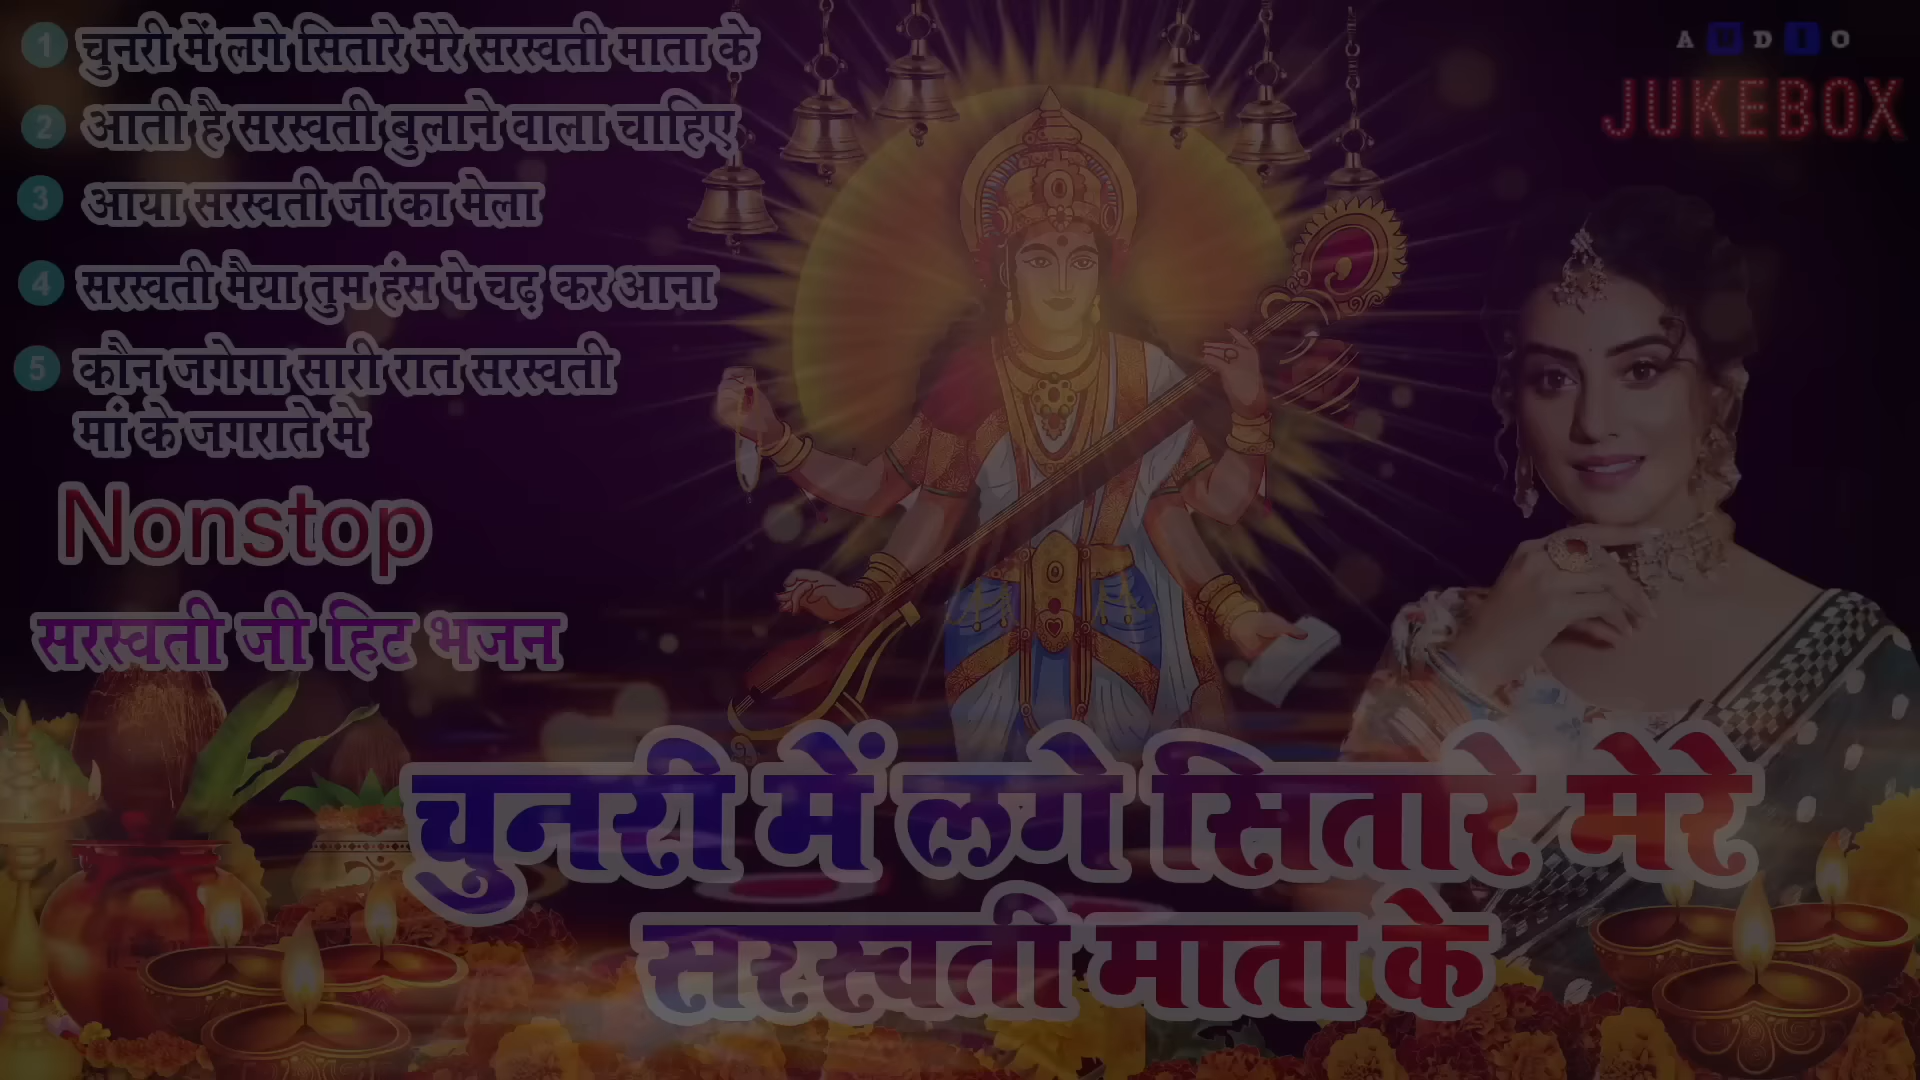 1 चुनरी में लगे सितारे मेरे सरस्वती माता के
2 आती है सरस्वती बुलाने वाला चाहिए
3 आया सरस्वती जी का मेला
4 सरस्वती मैया तुम हंस पे चढ़ कर आना
5 कौन जगेगा सारी रात सरस्वती
मां के जगराते मे
Nonstop
सरस्वती जी हिट भजन
AUDIO
JUKEBOX
चुनरी में लगे सितारे मेरे
सरस्वती माता के